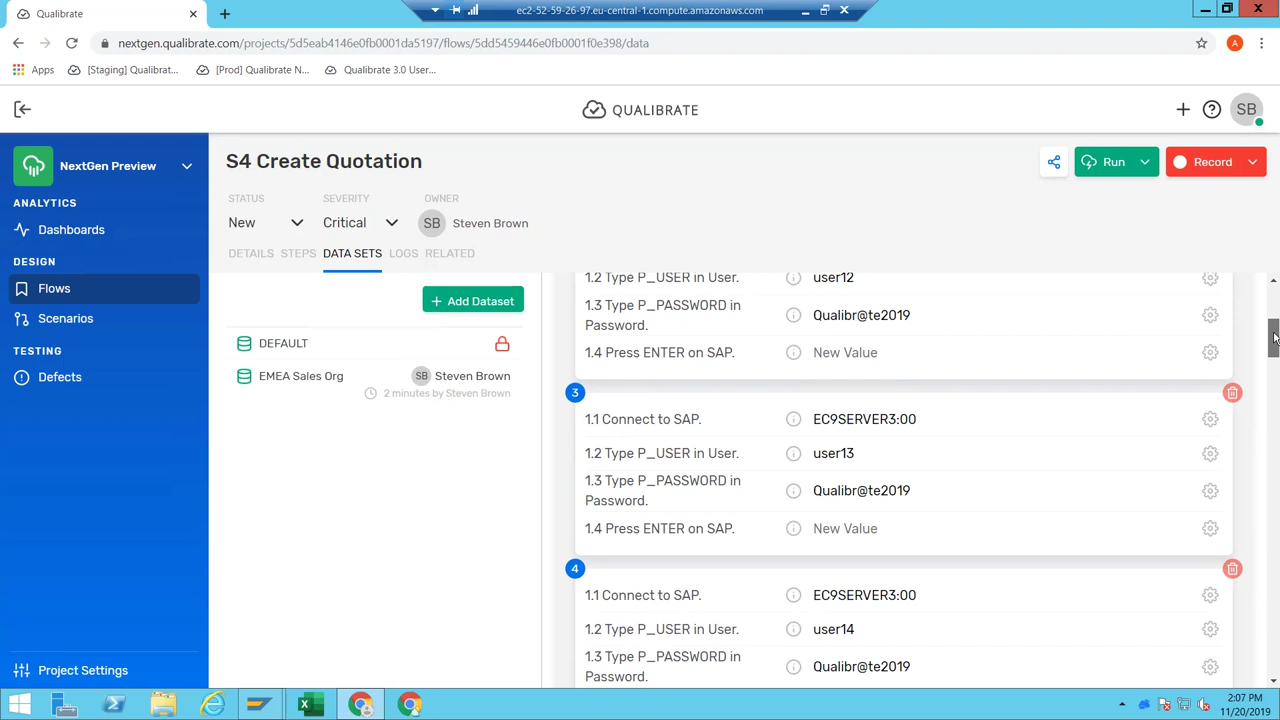 Qualibrate
ec2-52-59-26-97.eu-central-1.compute.amazonaws.com
nextgen.qualibrate.com/projects/5d5eab4146e0fb0001da5197/flows/5dd5459446e0fb0001f0e398/data
A
Apps
[Staging] Qualibrat...
[Prod] Qualibrate N...
Qualibrate 3.0 User...
QUALIBRATE
SB
NextGen Preview
ANALYTICS
Dashboards
DESIGN
Flows
Scenarios
TESTING
Defects
Project Settings
S4 Create Quotation
Run
Record
STATUS
SEVERITY
OWNER
New
Critical
SB
Steven Brown
DETAILS
STEPS
DATA SETS
LOGS
RELATED
+ Add Dataset
DEFAULT
EMEA Sales Org
SB
Steven Brown
2 minutes by Steven Brown
1.2 Type P_USER in User.
user12
1.3 Type P_PASSWORD in
Password.
Qualibr@te2019
1.4 Press ENTER on SAP.
New Value
3
1.1 Connect to SAP.
EC9SERVER3:00
1.2 Type P_USER in User.
user13
1.3 Type P_PASSWORD in
Password.
Qualibr@te2019
1.4 Press ENTER on SAP.
New Value
4
1.1 Connect to SAP.
EC9SERVER3:00
1.2 Type P_USER in User.
user14
1.3 Type P_PASSWORD in
Password.
Qualibr@te2019
2:07 PM
11/20/2019